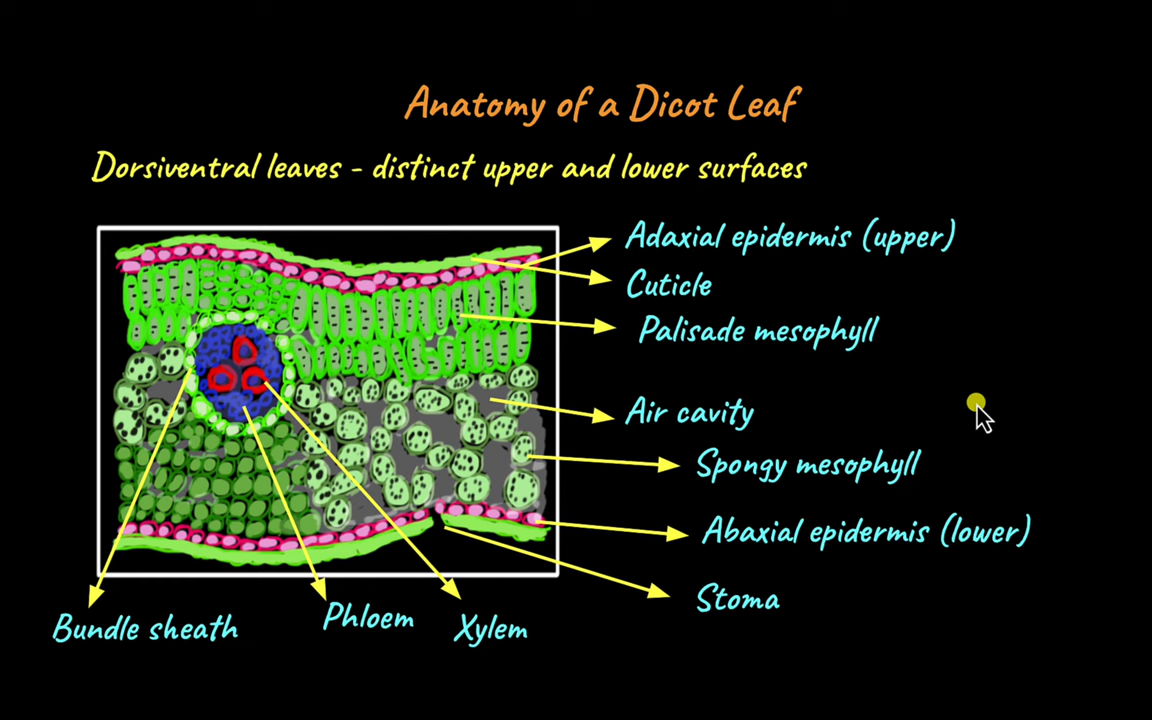 Anatomy of a Dicot Leaf
Dorsiventral leaves - distinct upper and lower surfaces
Adaxial epidermis (upper)
Cuticle
Palisade mesophyll
Air cavity
Spongy mesophyll
Abaxial epidermis (lower)
Stoma
Bundle sheath
Phloem
Xylem